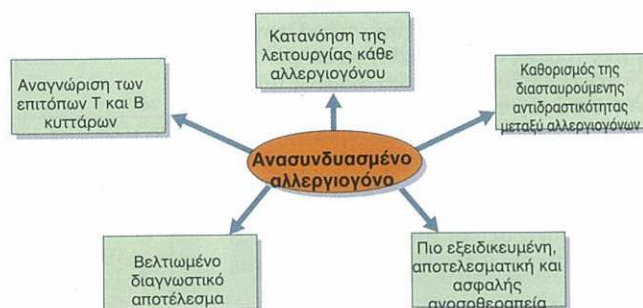 Κατανόηση της
λειτουργίας κάθε
αλλεργιογόνου
Αναγνώριση των
επιτόπων Τ και Β
κυττάρων
Καθορισμός της
διασταυρούμενης
αντιδραστικότητας
μεταξύ αλλεργιογόνων
Ανασυνδυασμένο
αλλεργιογόνο
Βελτιωμένο
διαγνωστικό
αποτέλεσμα
Πιο εξειδικευμένη,
αποτελεσματική και
ασφαλής
ανοσοθεραπεία